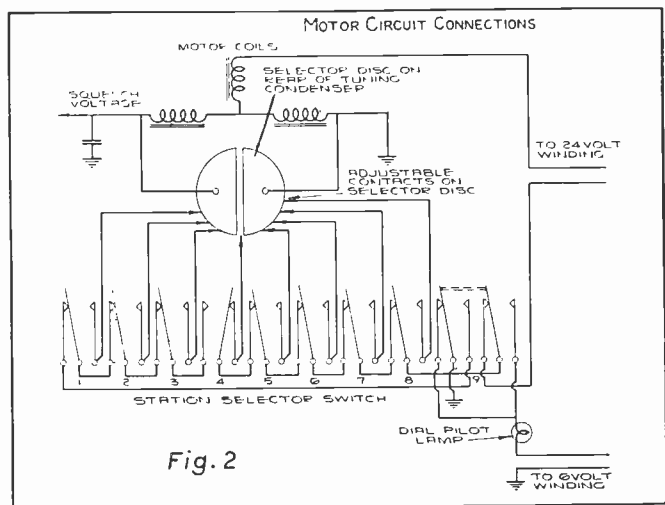 MOTOR CIRCUIT CONNECTIONS
MOTOR COILS
SELECTOR DISC ON
REAR OF TUNING
CONDENSER
SQUELCH
VOLTAGE
TO 24 VOLT
WINDING
ADJUSTABLE
CONTACTS ON
SELECTOR DISC
1 2 3 4 5 6 7 8 9
STATION SELECTOR SWITCH
DIAL PILOT
LAMP
Fig. 2
TO 6 VOLT
WINDING